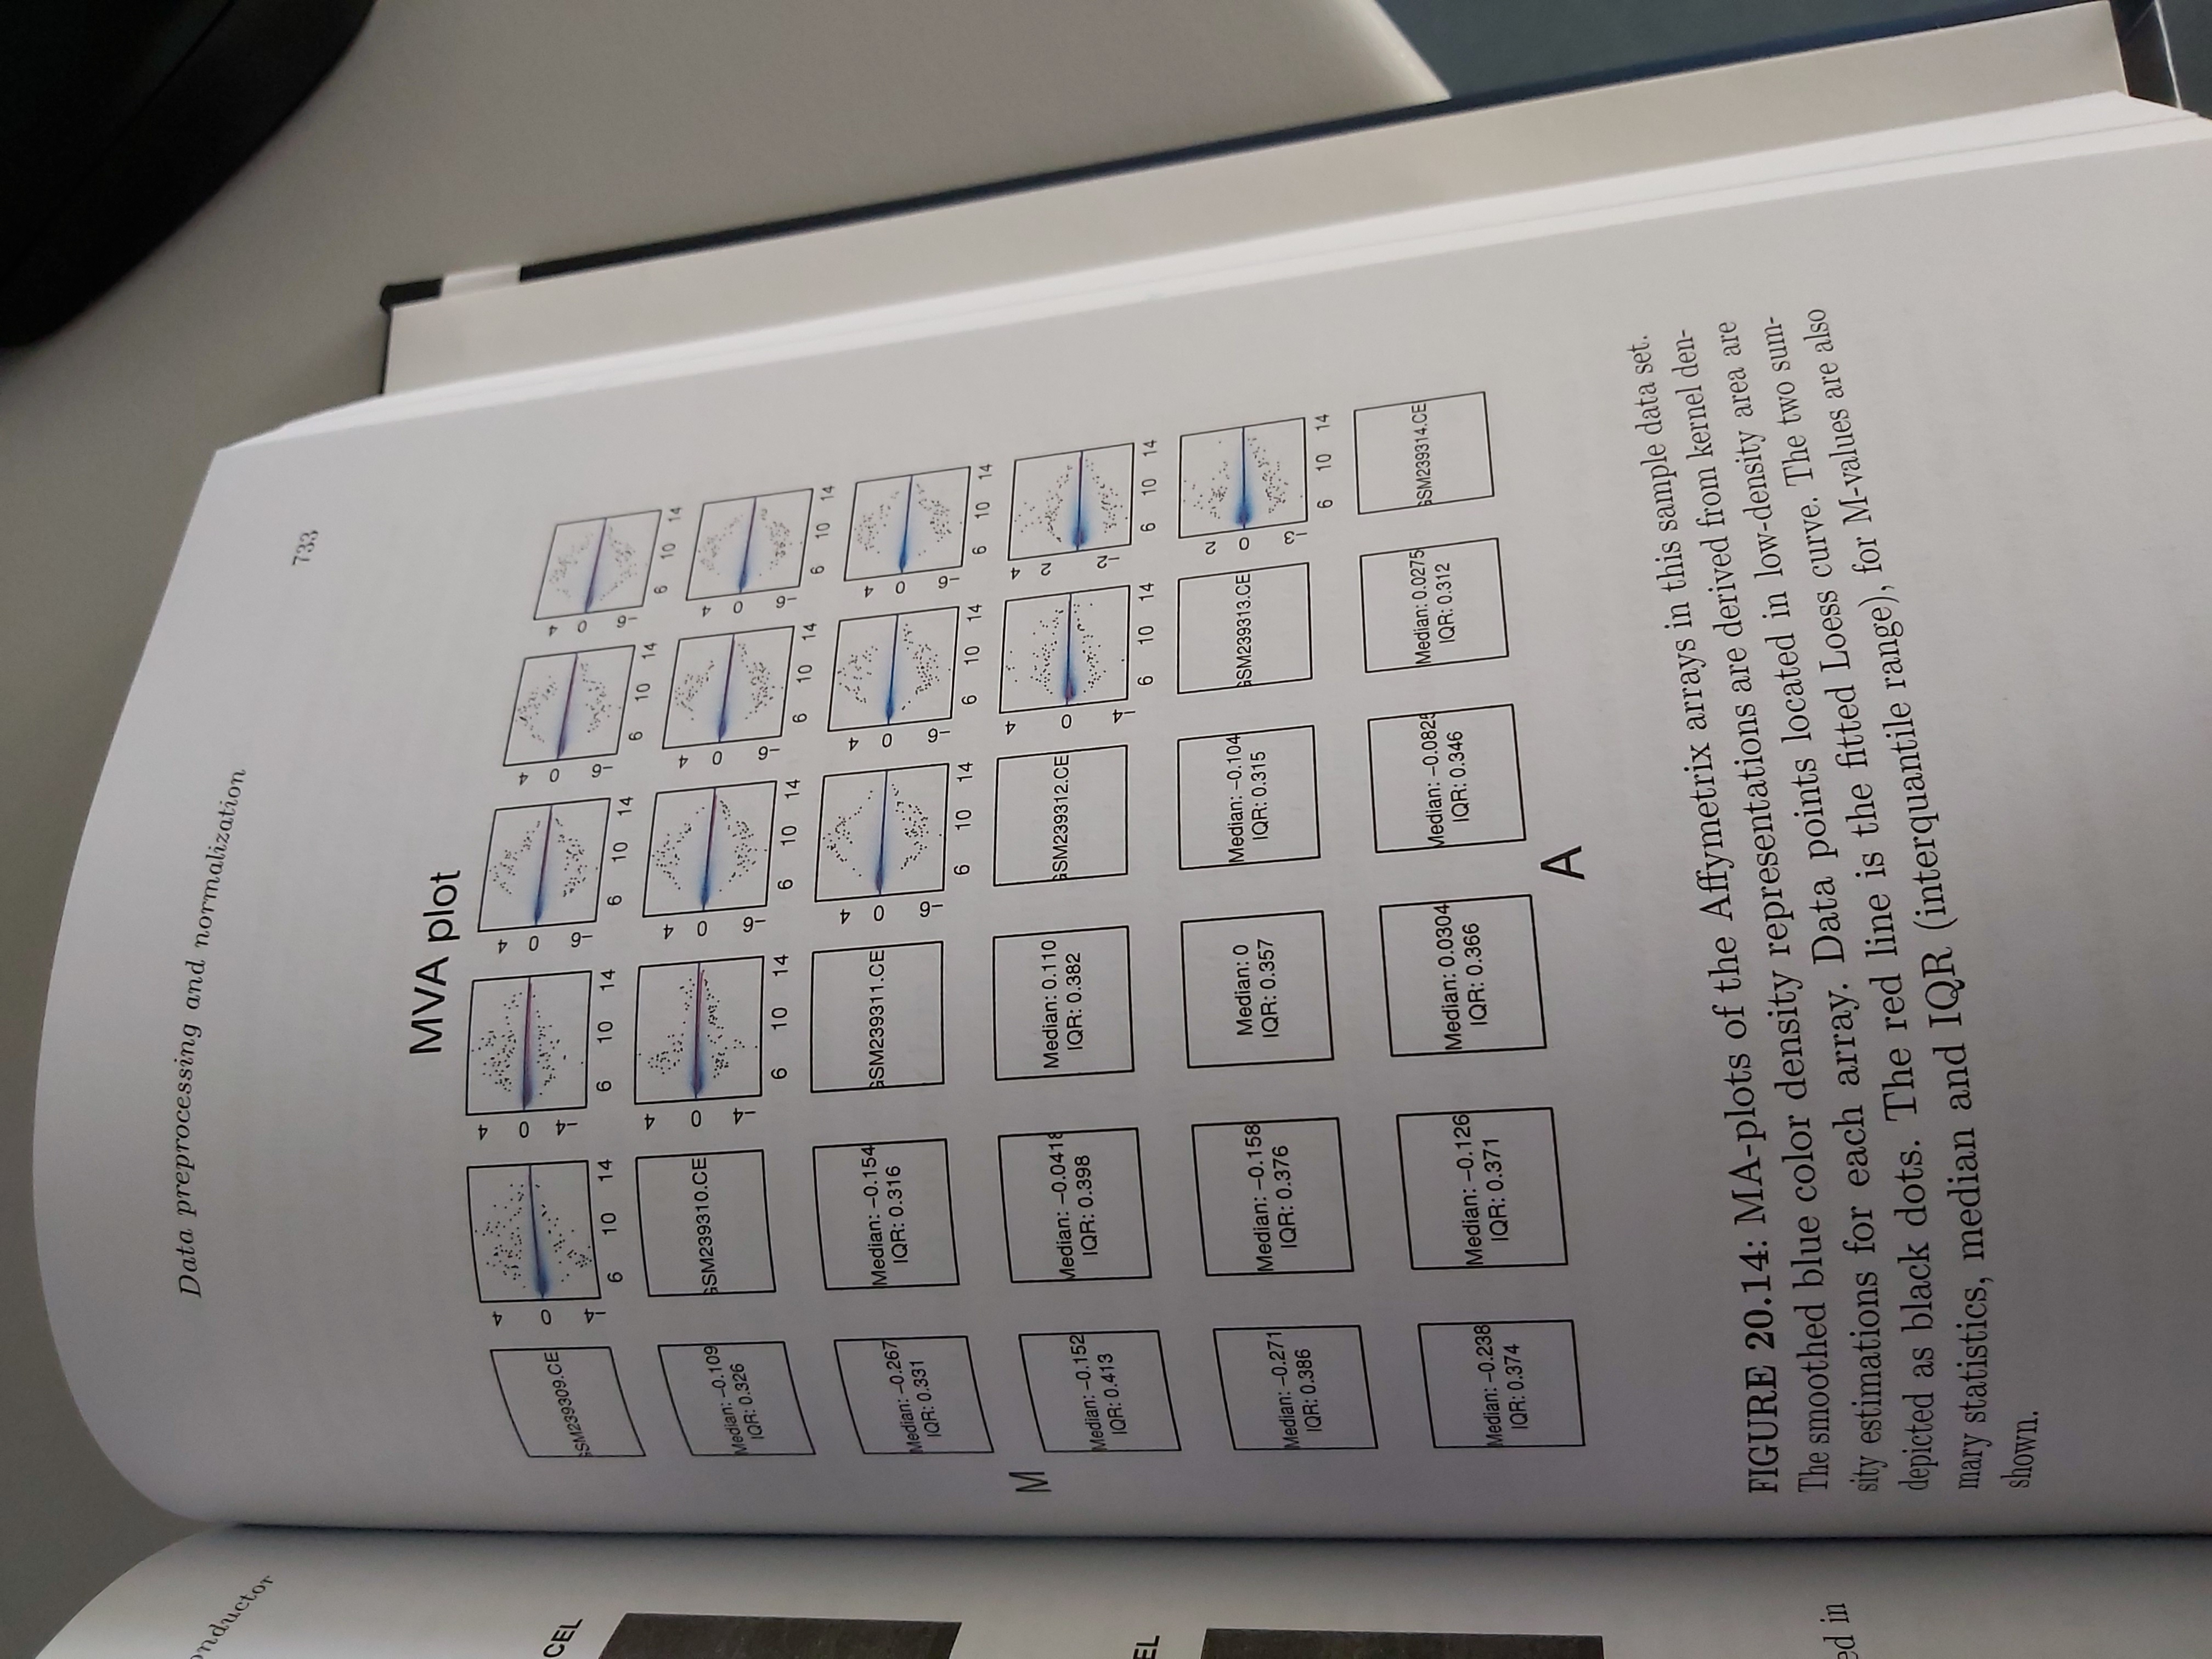 onductor
CEL
EL
ed in
Data preprocessing and normalization
733
MVA plot
SM239309.CE
4
0
-4
6 10 14
4
0
-4
6 10 14
4
0
-6
6 10 14
4
0
-6
6 10 14
4
0
-6
6 10 14
Median: -0.109
IQR: 0.326
SM239310.CE
4
0
-4
6 10 14
4
0
-6
6 10 14
4
0
-6
6 10 14
4
0
-6
6 10 14
Median: -0.267
IQR: 0.331
Median: -0.154
IQR: 0.316
SM239311.CE
4
0
-6
6 10 14
4
0
-6
6 10 14
4
0
-6
6 10 14
M
Median: -0.152
IQR: 0.413
Median: -0.0418
IQR: 0.398
Median: 0.110
IQR: 0.382
SM239312.CE
4
0
-4
6 10 14
4
2
-2
6 10 14
Median: -0.271
IQR: 0.386
Median: -0.158
IQR: 0.376
Median: 0
IQR: 0.357
Median: -0.104
IQR: 0.315
SM239313.CE
2
0
-3
6 10 14
Median: -0.238
IQR: 0.374
Median: -0.126
IQR: 0.371
Median: 0.0304
IQR: 0.366
Median: -0.0825
IQR: 0.346
Median: 0.0275
IQR: 0.312
SM239314.CE
A
FIGURE 20.14: MA-plots of the Affymetrix arrays in this sample data set.
The smoothed blue color density representations are derived from kernel den-
sity estimations for each array. Data points located in low-density area are
depicted as black dots. The red line is the fitted Loess curve. The two sum-
mary statistics, median and IQR (interquantile range), for M-values are also
shown.